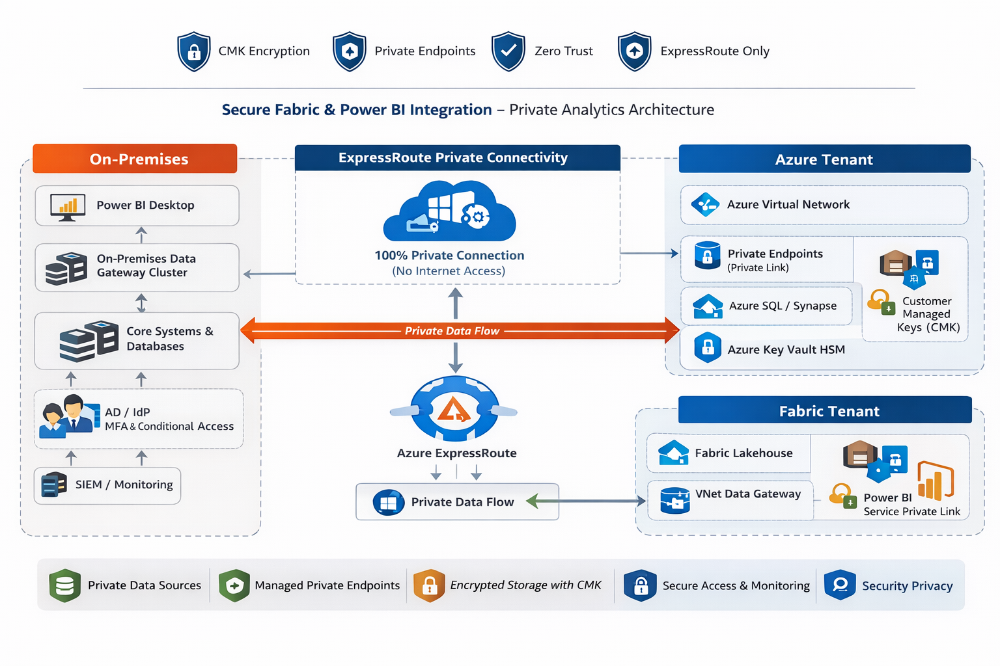 CMK Encryption
Private Endpoints
Zero Trust
ExpressRoute Only
Secure Fabric & Power BI Integration – Private Analytics Architecture
On-Premises
Power BI Desktop
On-Premises Data
Gateway Cluster
Core Systems &
Databases
AD / IdP
MFA & Conditional Access
SIEM / Monitoring
ExpressRoute Private Connectivity
100% Private Connection
(No Internet Access)
Private Data Flow
Azure ExpressRoute
Private Data Flow
Azure Tenant
Azure Virtual Network
Private Endpoints
(Private Link)
Azure SQL / Synapse
Azure Key Vault HSM
Customer
Managed
Keys (CMK)
Fabric Tenant
Fabric Lakehouse
VNet Data Gateway
Power BI
Service Private Link
Private Data Sources
Managed Private Endpoints
Encrypted Storage with CMK
Secure Access & Monitoring
Security Privacy